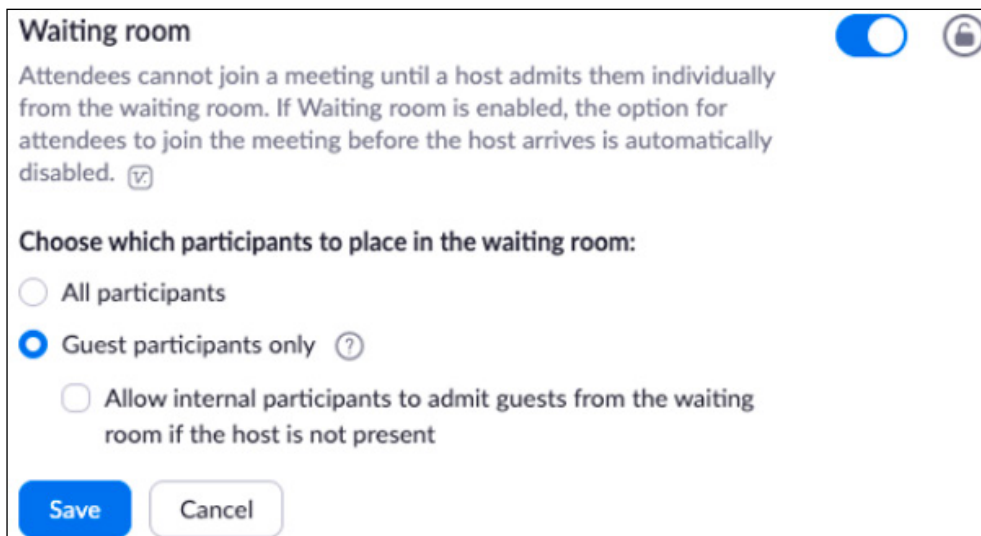 Waiting room
Attendees cannot join a meeting until a host admits them individually
from the waiting room. If Waiting room is enabled, the option for
attendees to join the meeting before the host arrives is automatically
disabled.
Choose which participants to place in the waiting room:
All participants
Guest participants only ?
Allow internal participants to admit guests from the waiting
room if the host is not present
Save Cancel